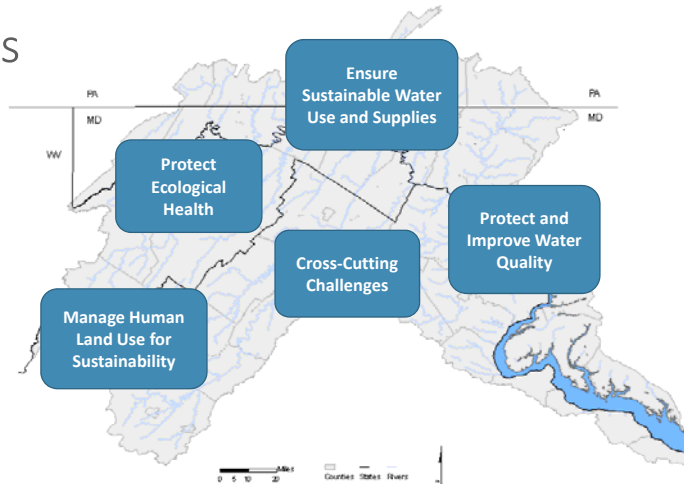 S
Ensure
Sustainable Water
Use and Supplies
PA
PA
MD
MD
WV
Protect
Ecological
Health
Protect and
Improve Water
Quality
Cross-Cutting
Challenges
Manage Human
Land Use for
Sustainability
Miles
0 5 10 20
Counties States Rivers